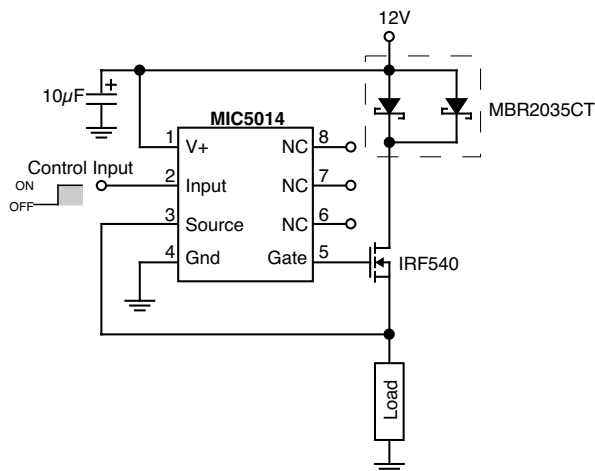 12V
10µF
+
MBR2035CT
MIC5014
Control Input
ON
OFF
1 V+ NC 8
2 Input NC 7
3 Source NC 6
4 Gnd Gate 5
IRF540
Load